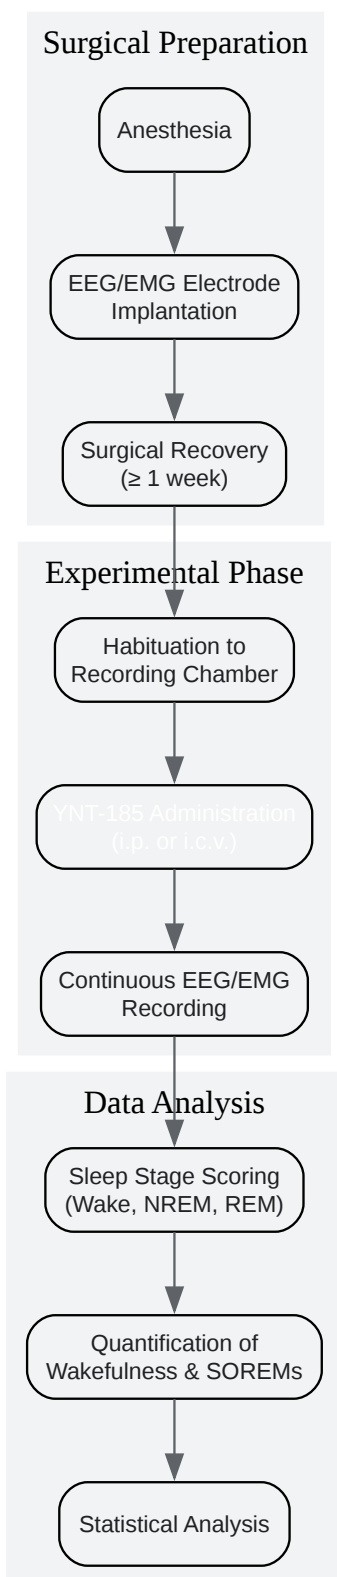 Surgical Preparation
Anesthesia
EEG/EMG Electrode
Implantation
Surgical Recovery
(≥ 1 week)
Experimental Phase
Habituation to
Recording Chamber
YNT-185 Administration
(i.p. or i.c.v.)
Continuous EEG/EMG
Recording
Data Analysis
Sleep Stage Scoring
(Wake, NREM, REM)
Quantification of
Wakefulness & SOREMs
Statistical Analysis